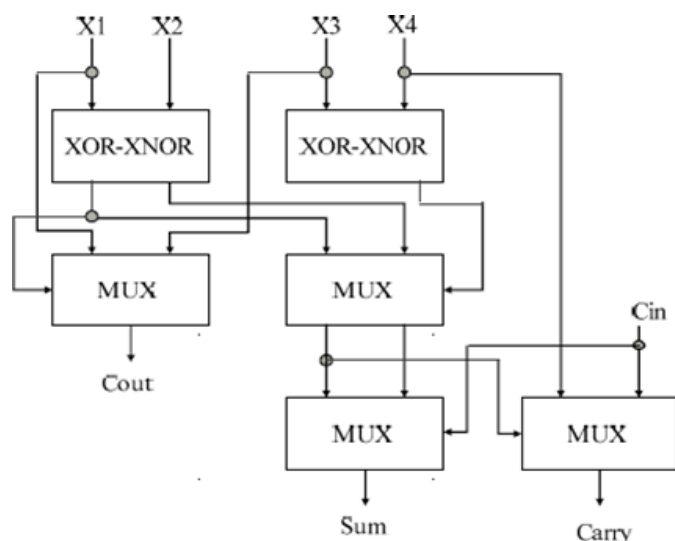 X1 X2 X3 X4
XOR-XNOR XOR-XNOR
MUX MUX
Cin
Cout
MUX MUX
Sum Carry